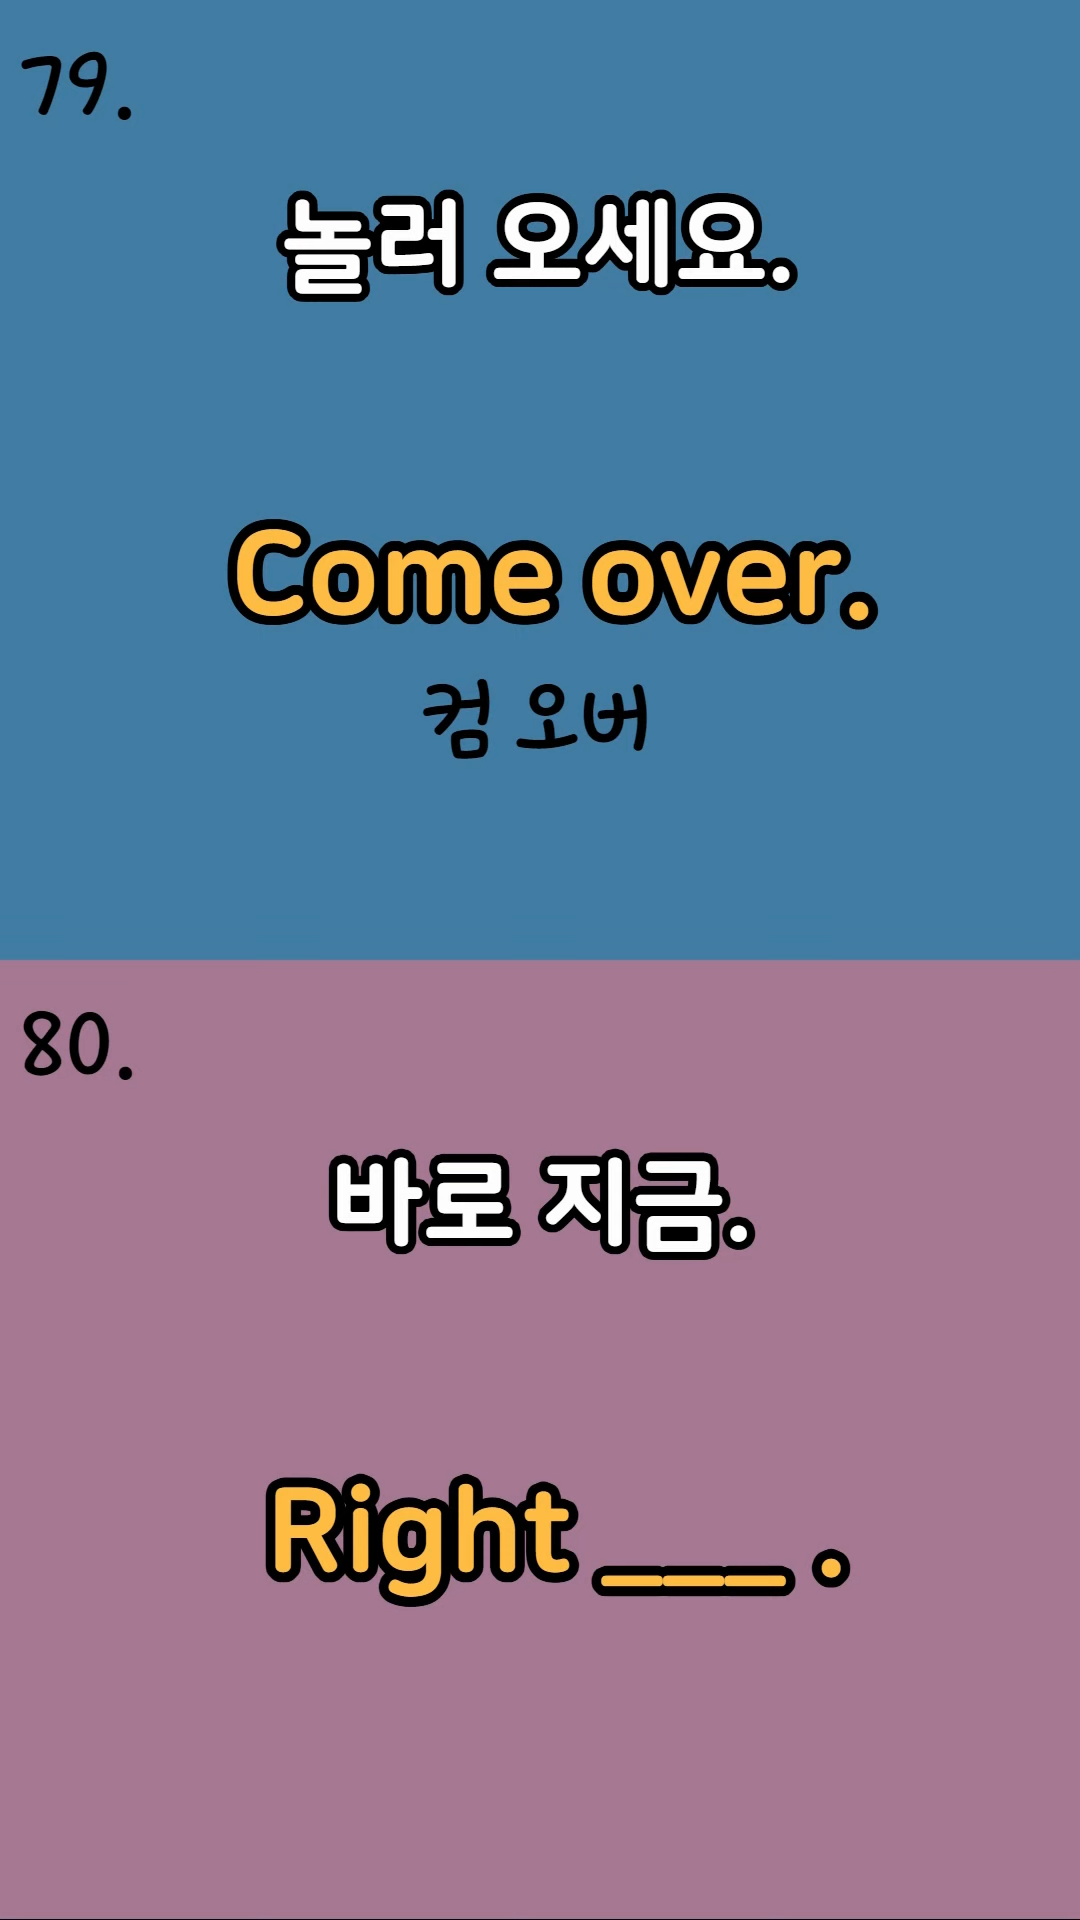 79.
놀러 오세요.
Come over.
컴 오버
80.
바로 지금.
Right ___ .